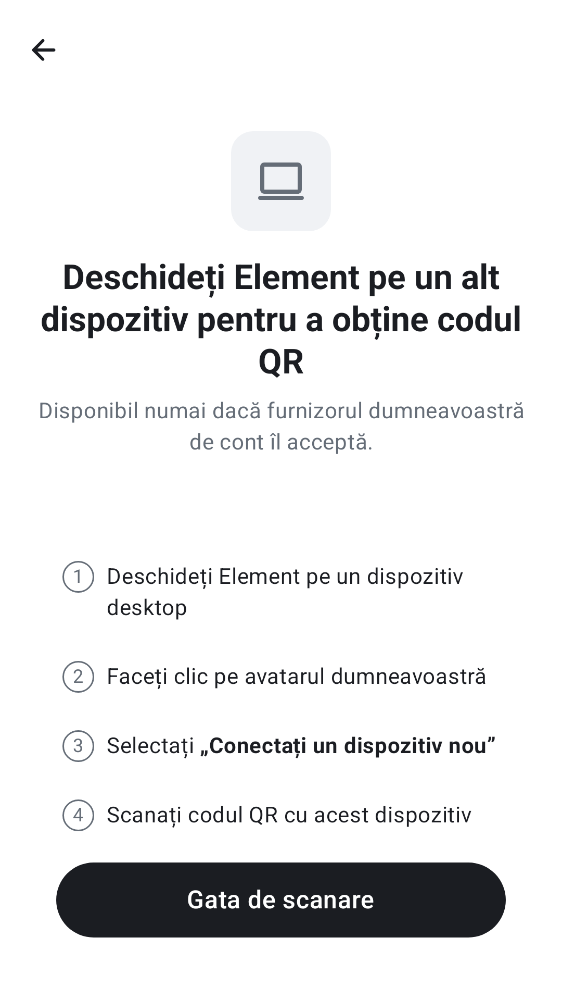 Deschideți Element pe un alt
dispozitiv pentru a obține codul
QR
Disponibil numai dacă furnizorul dumneavoastră
de cont îl acceptă.
1 Deschideți Element pe un dispozitiv
desktop
2 Faceți clic pe avatarul dumneavoastră
3 Selectați „Conectați un dispozitiv nou”
4 Scanați codul QR cu acest dispozitiv
Gata de scanare